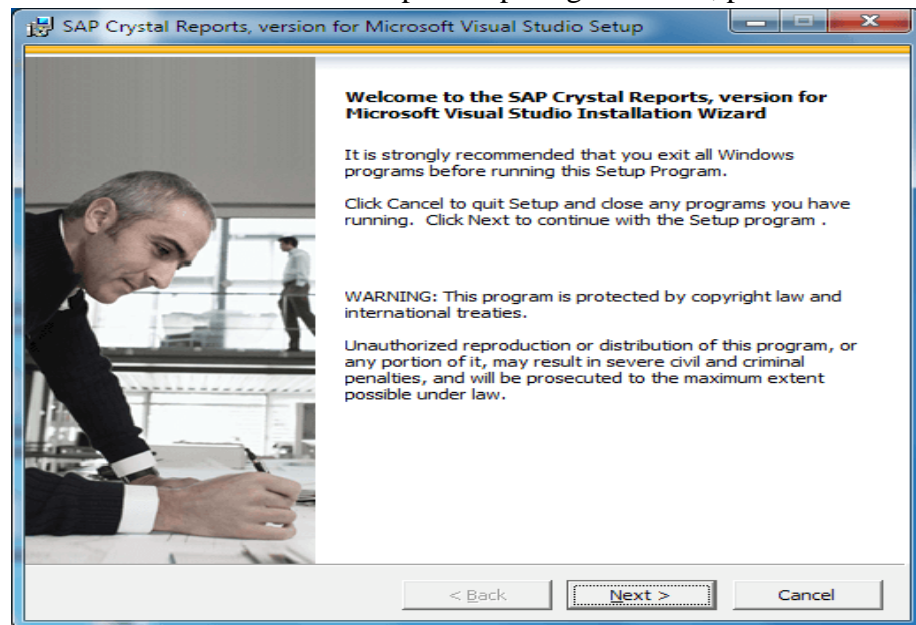 SAP Crystal Reports, version for Microsoft Visual Studio Setup
Welcome to the SAP Crystal Reports, version for
Microsoft Visual Studio Installation Wizard
It is strongly recommended that you exit all Windows
programs before running this Setup Program.
Click Cancel to quit Setup and close any programs you have
running. Click Next to continue with the Setup program .
WARNING: This program is protected by copyright law and
international treaties.
Unauthorized reproduction or distribution of this program, or
any portion of it, may result in severe civil and criminal
penalties, and will be prosecuted to the maximum extent
possible under law.
< Back Next > Cancel